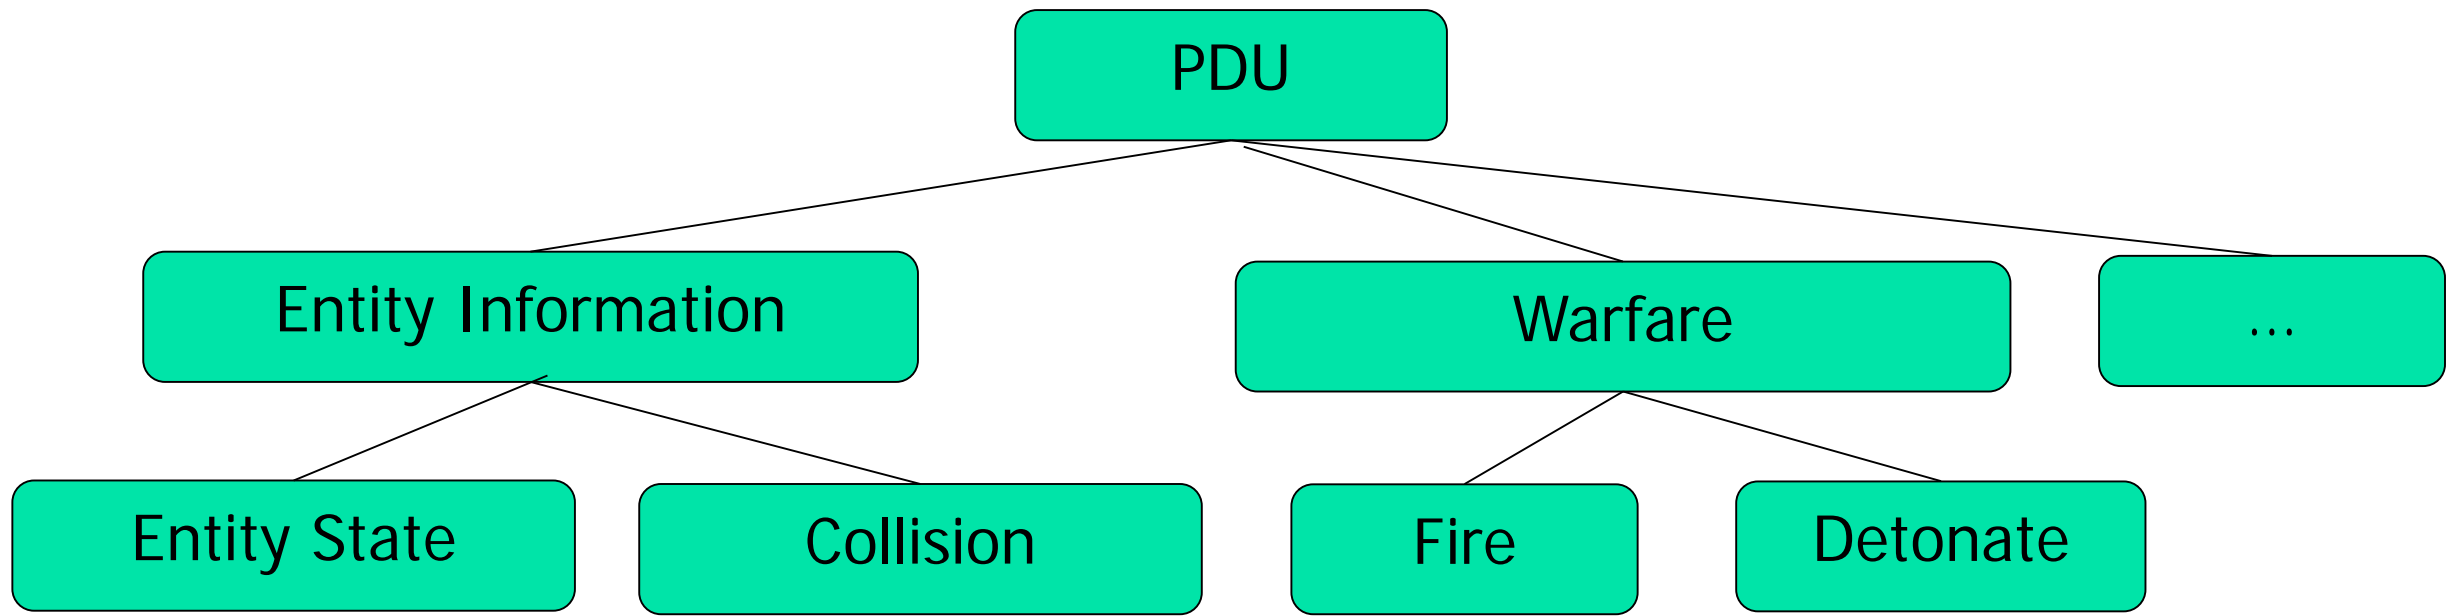 PDU
Entity Information
Warfare
...
Entity State
Collision
Fire
Detonate